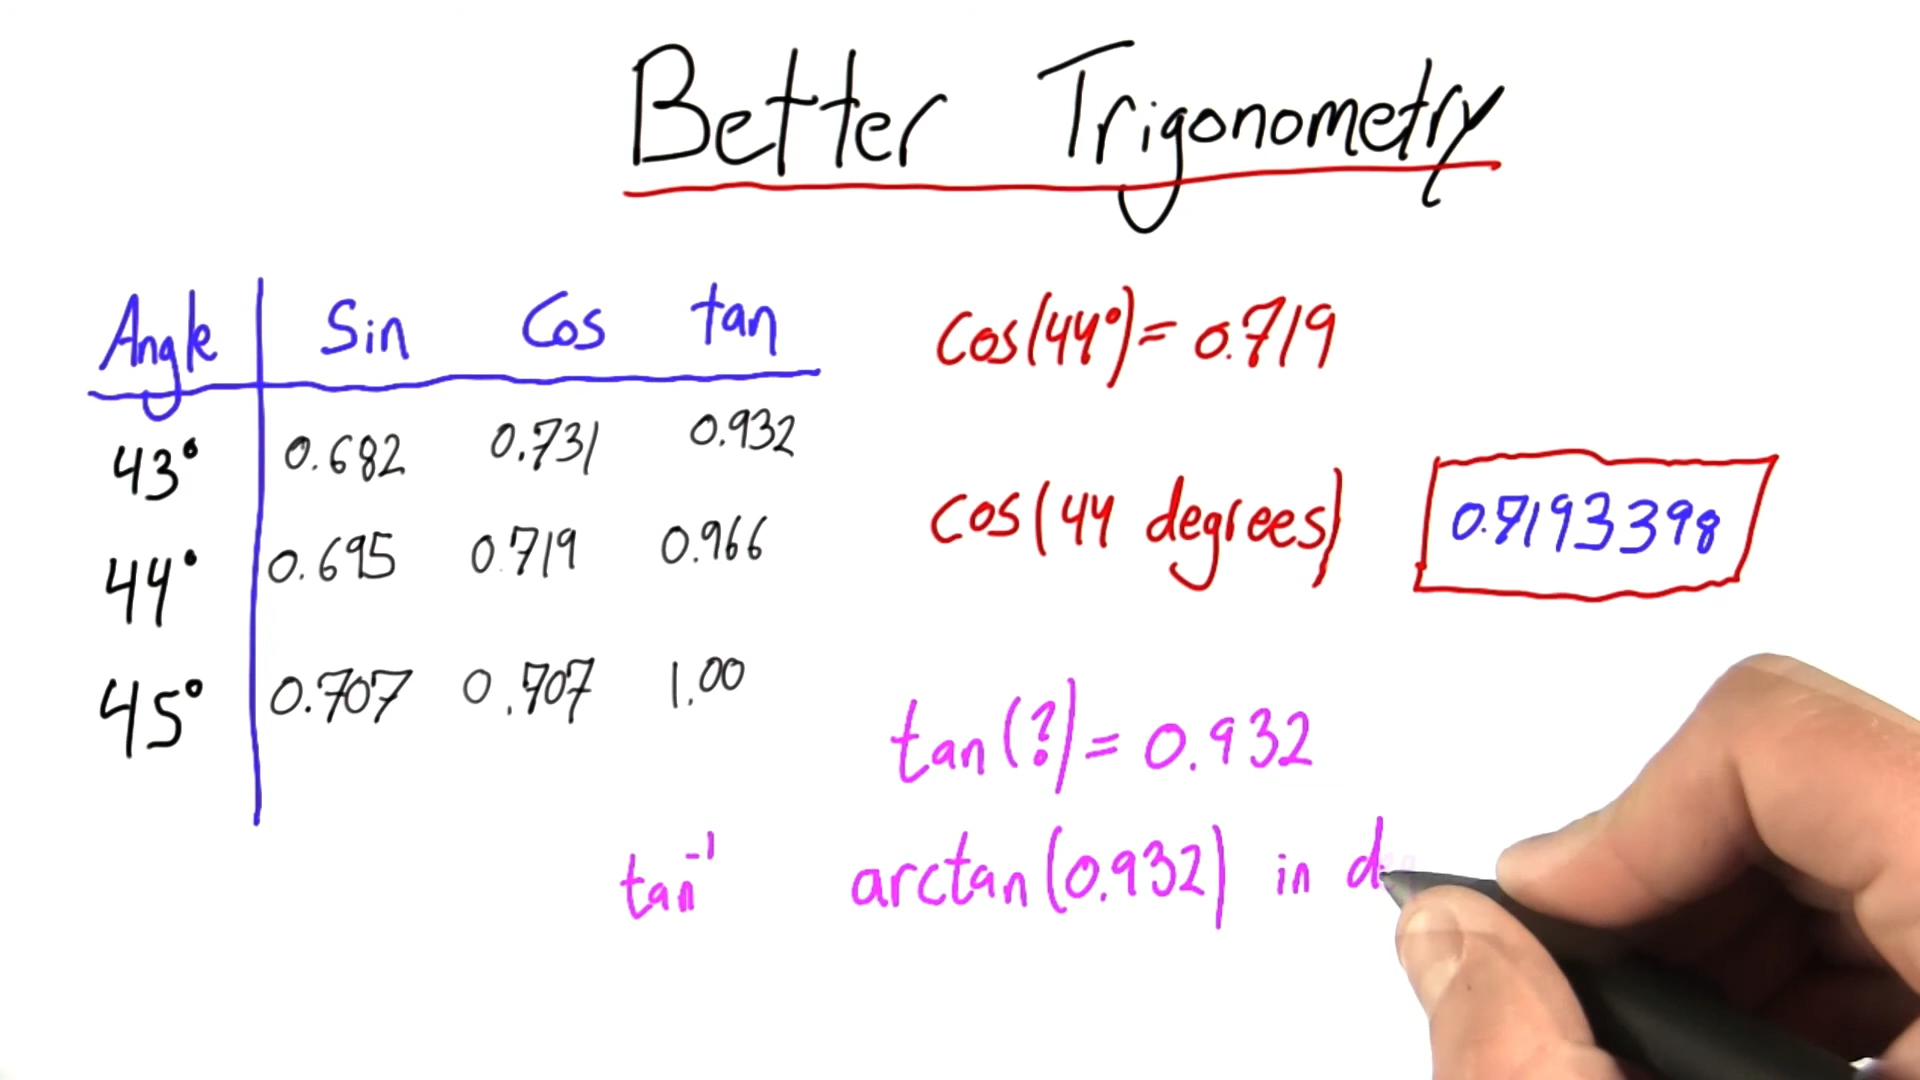 Better Trigonometry
Angle Sin Cos tan
43° 0.682 0.731 0.932
44° 0.695 0.719 0.966
45° 0.707 0.707 1.00
Cos(44°) = 0.719
cos(44 degrees) 0.7193398
tan(?) = 0.932
tan⁻¹ arctan(0.932) in d